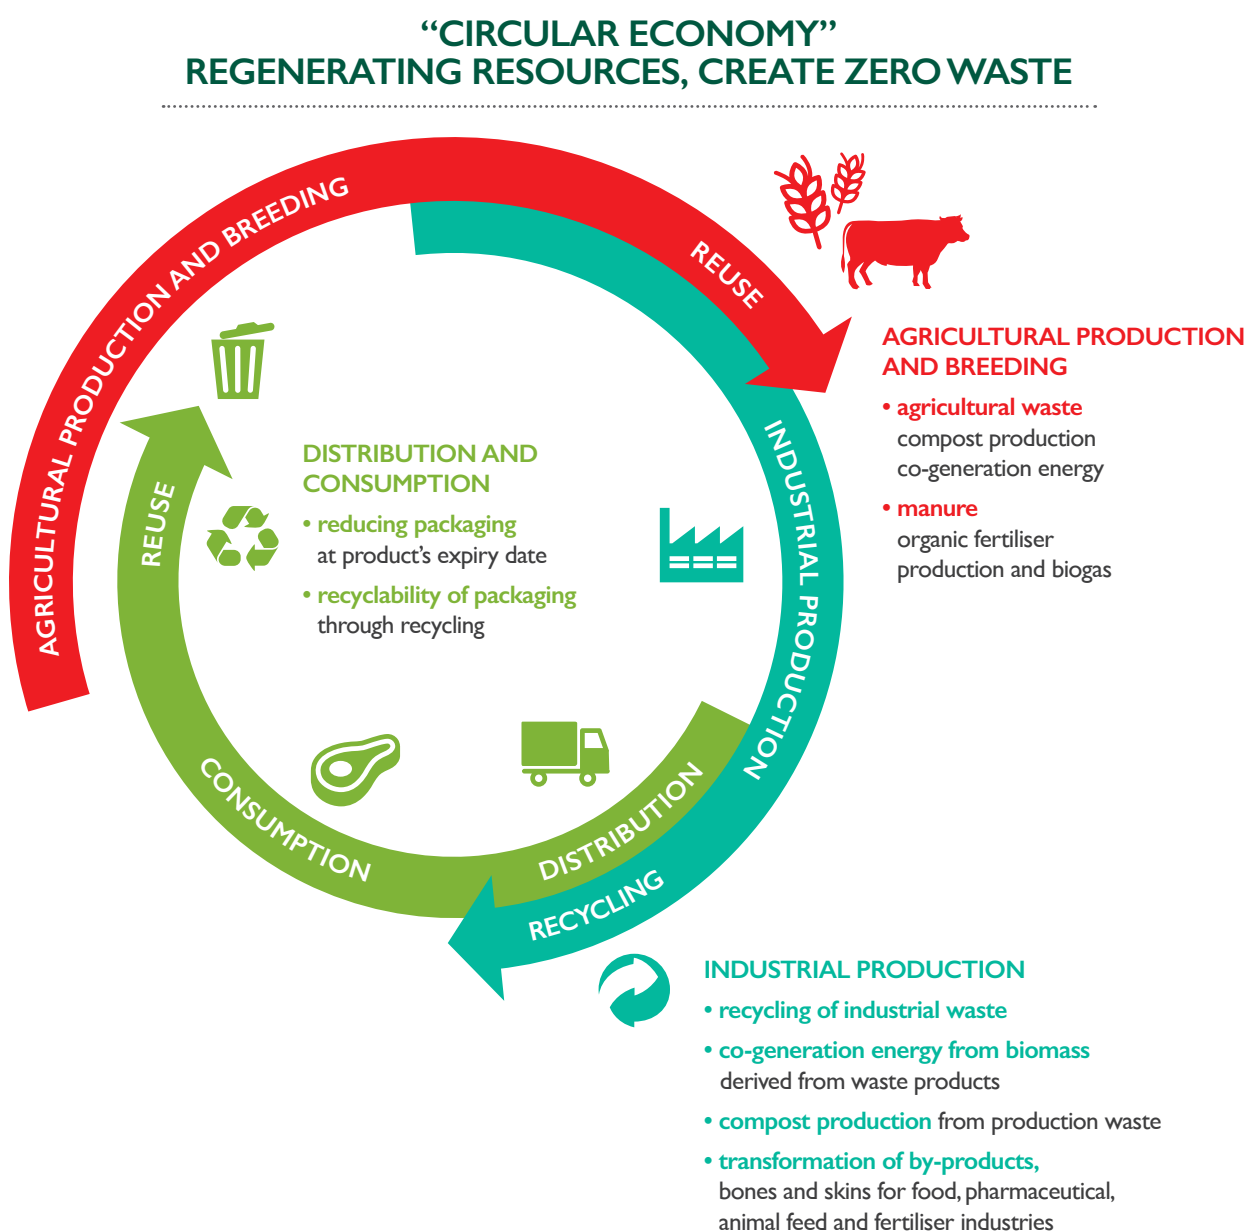 “CIRCULAR ECONOMY”
REGENERATING RESOURCES, CREATE ZERO WASTE
AGRICULTURAL PRODUCTION AND BREEDING
REUSE
AGRICULTURAL PRODUCTION
AND BREEDING
• agricultural waste
compost production
co-generation energy
• manure
organic fertiliser
production and biogas
INDUSTRIAL PRODUCTION
REUSE
DISTRIBUTION AND
CONSUMPTION
• reducing packaging
at product’s expiry date
• recyclability of packaging
through recycling
CONSUMPTION
DISTRIBUTION
RECYCLING
INDUSTRIAL PRODUCTION
• recycling of industrial waste
• co-generation energy from biomass
derived from waste products
• compost production from production waste
• transformation of by-products,
bones and skins for food, pharmaceutical,
animal feed and fertiliser industries